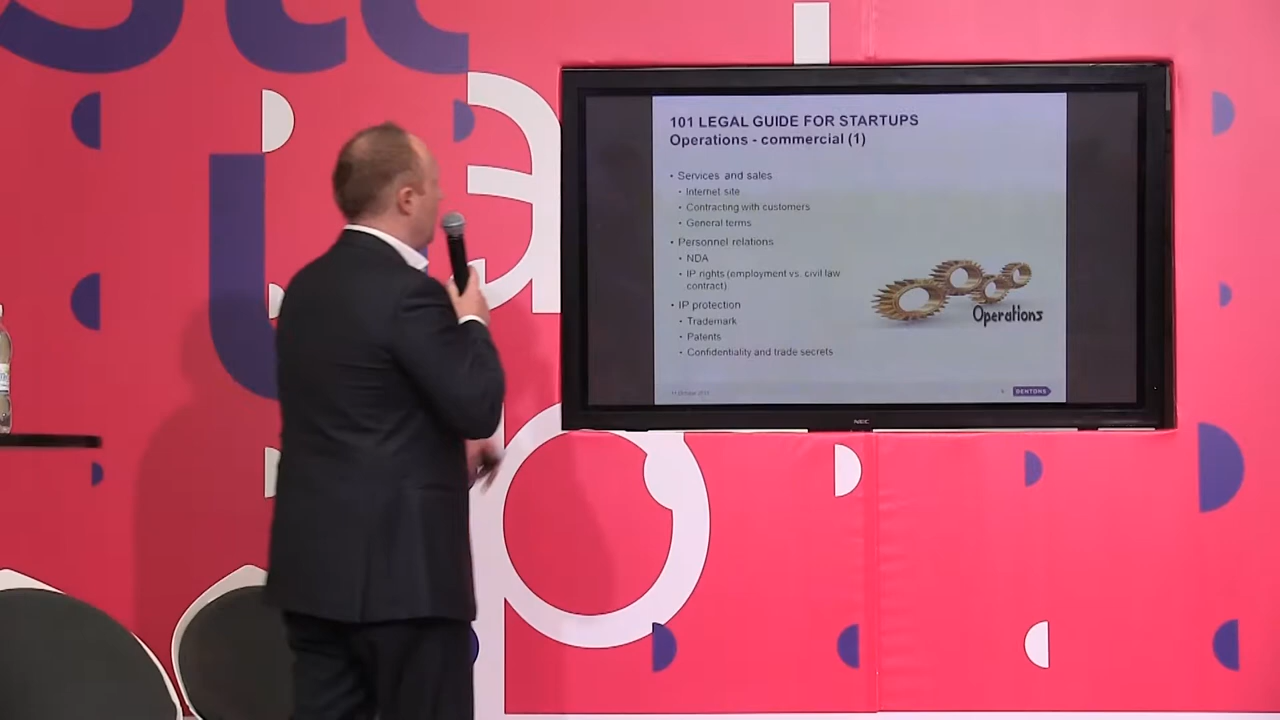 101 LEGAL GUIDE FOR STARTUPS
Operations - commercial (1)
• Services and sales
• Internet site
• Contracting with customers
• General terms
• Personnel relations
• NDA
• IP rights (employment vs. civil law
contract)
• IP protection
• Trademark
• Patents
• Confidentiality and trade secrets
Operations
DENTONS
NEC